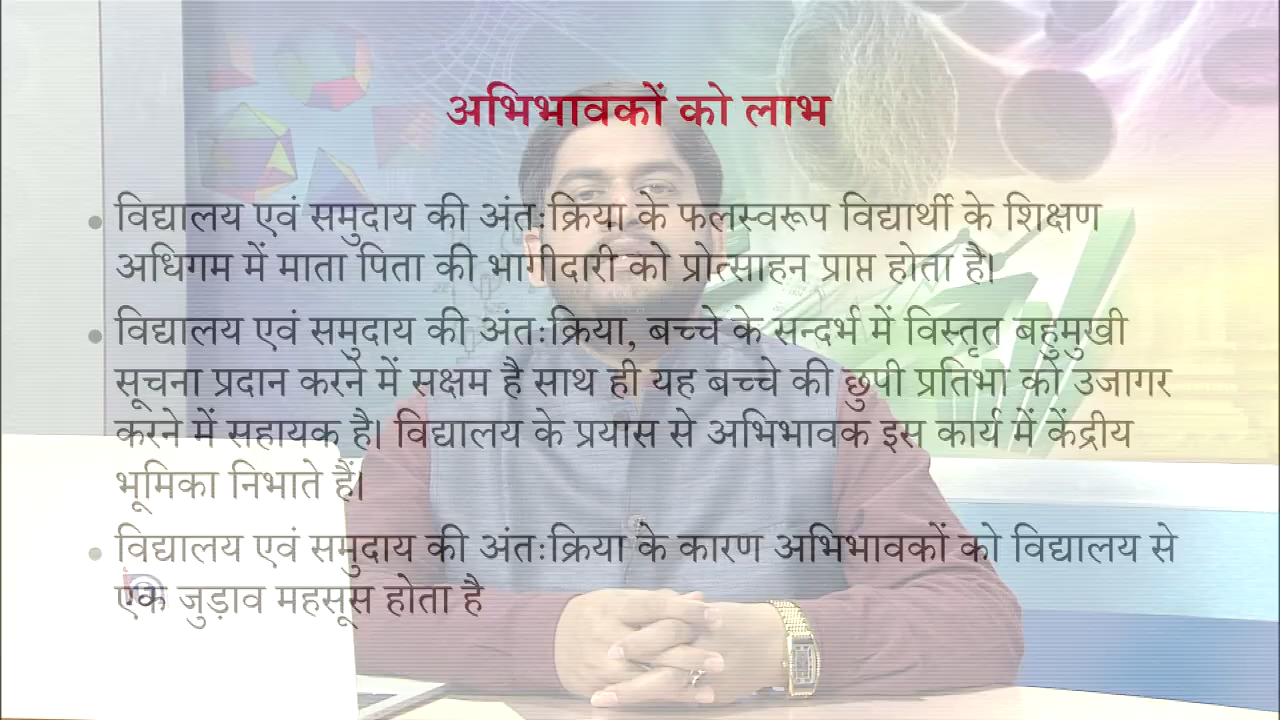 अभिभावकों को लाभ
• विद्यालय एवं समुदाय की अंतःक्रिया के फलस्वरूप विद्यार्थी के शिक्षण
अधिगम में माता पिता की भागीदारी को प्रोत्साहन प्राप्त होता है।
• विद्यालय एवं समुदाय की अंतःक्रिया, बच्चे के सन्दर्भ में विस्तृत बहुमुखी
सूचना प्रदान करने में सक्षम है साथ ही यह बच्चे की छुपी प्रतिभा को उजागर
करने में सहायक है। विद्यालय के प्रयास से अभिभावक इस कार्य में केंद्रीय
भूमिका निभाते हैं।
• विद्यालय एवं समुदाय की अंतःक्रिया के कारण अभिभावकों को विद्यालय से
एक जुड़ाव महसूस होता है